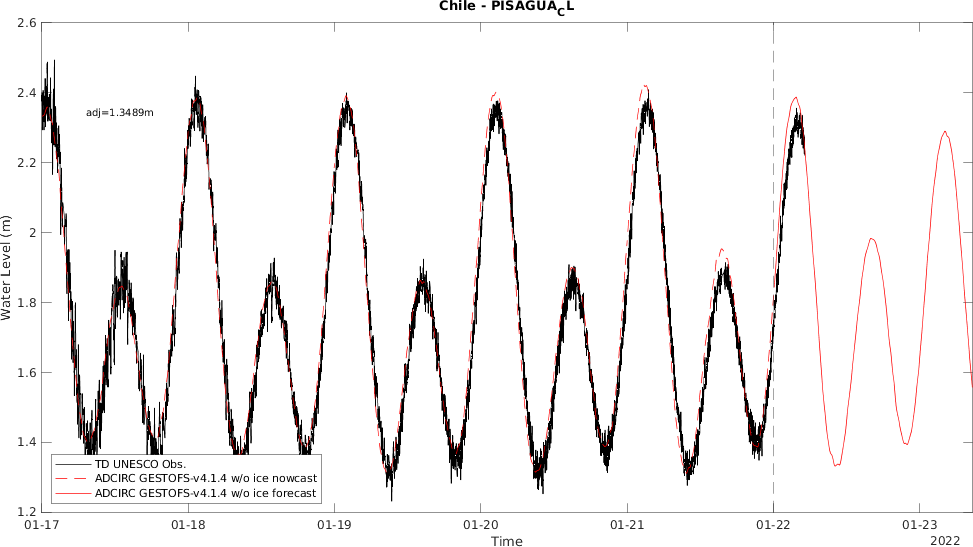 Chile - PISAGUA_CL
2.6
2.4
2.2
2
1.8
1.6
1.4
1.2
Water Level (m)
adj=1.3489m
TD UNESCO Obs.
ADCIRC GESTOFS-v4.1.4 w/o ice nowcast
ADCIRC GESTOFS-v4.1.4 w/o ice forecast
01-17 01-18 01-19 01-20 01-21 01-22 01-23
Time
2022